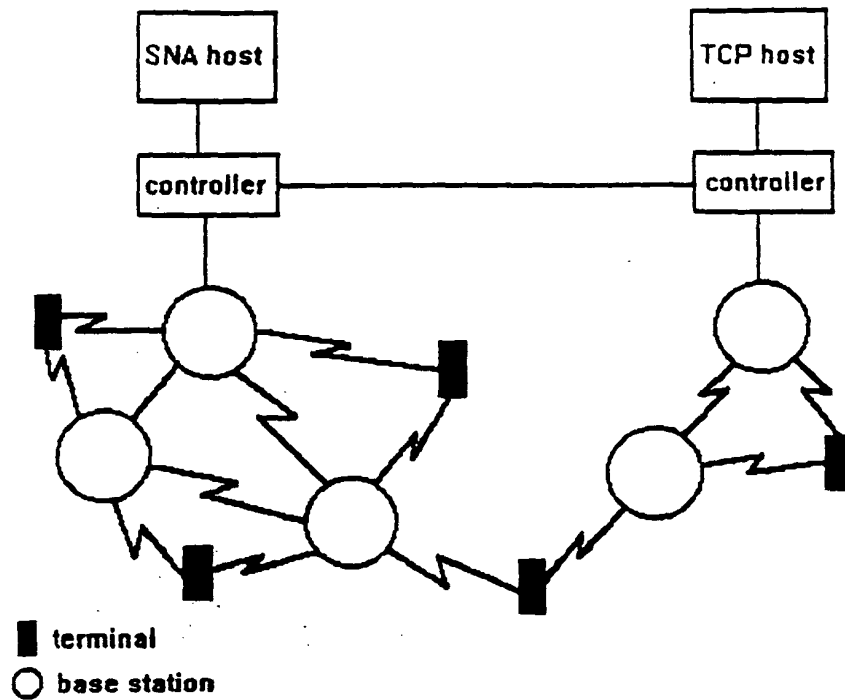 SNA host
TCP host
controller
controller
terminal
base station